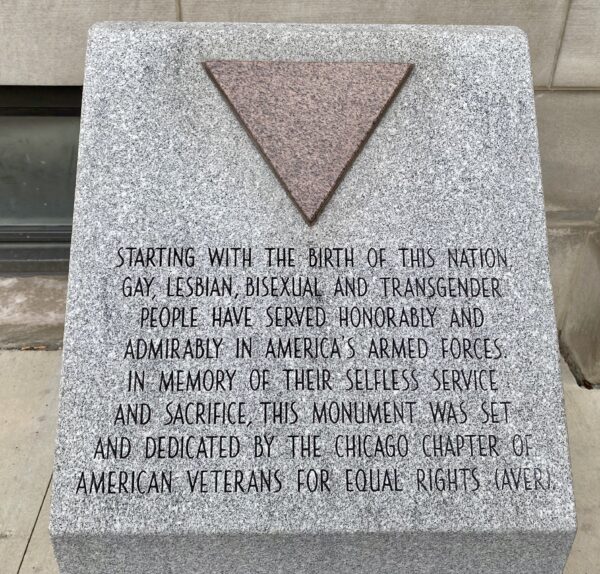 STARTING WITH THE BIRTH OF THIS NATION
GAY, LESBIAN, BISEXUAL AND TRANSGENDER
PEOPLE HAVE SERVED HONORABLY AND
ADMIRABLY IN AMERICA'S ARMED FORCES.
IN MEMORY OF THEIR SELFLESS SERVICE
AND SACRIFICE, THIS MONUMENT WAS SET
AND DEDICATED BY THE CHICAGO CHAPTER OF
AMERICAN VETERANS FOR EQUAL RIGHTS (AVER).